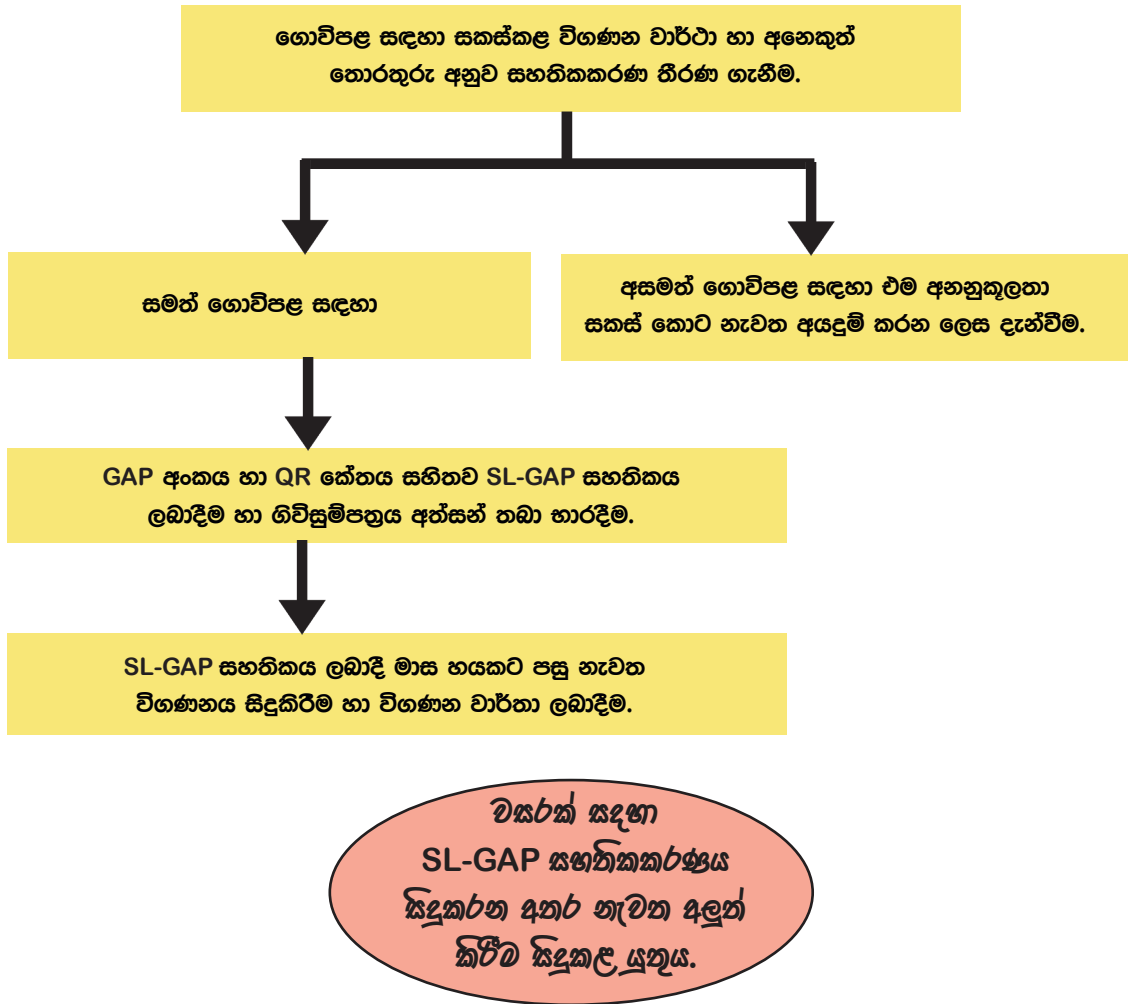 ගොවිපළ සඳහා සකස්කළ විගණන වාර්ථා හා අනෙකුත්
තොරතුරු අනුව සහතිකකරණ තීරණ ගැනීම.
සමත් ගොවිපළ සඳහා
අසමත් ගොවිපළ සඳහා එම අනනුකූලතා
සකස් කොට නැවත අයදුම් කරන ලෙස දැන්වීම.
GAP අංකය හා QR කේතය සහිතව SL-GAP සහතිකය
ලබාදීම හා ගිවිසුම්පත්‍රය අත්සන් තබා භාරදීම.
SL-GAP සහතිකය ලබාදී මාස හයකට පසු නැවත
විගණනය සිදුකිරීම හා විගණන වාර්තා ලබාදීම.
වසරක් සදහා
SL-GAP සහතිකකරණය
සිදුකරන අතර නැවත අලුත්
කිරීම සිදුකළ යුතුය.